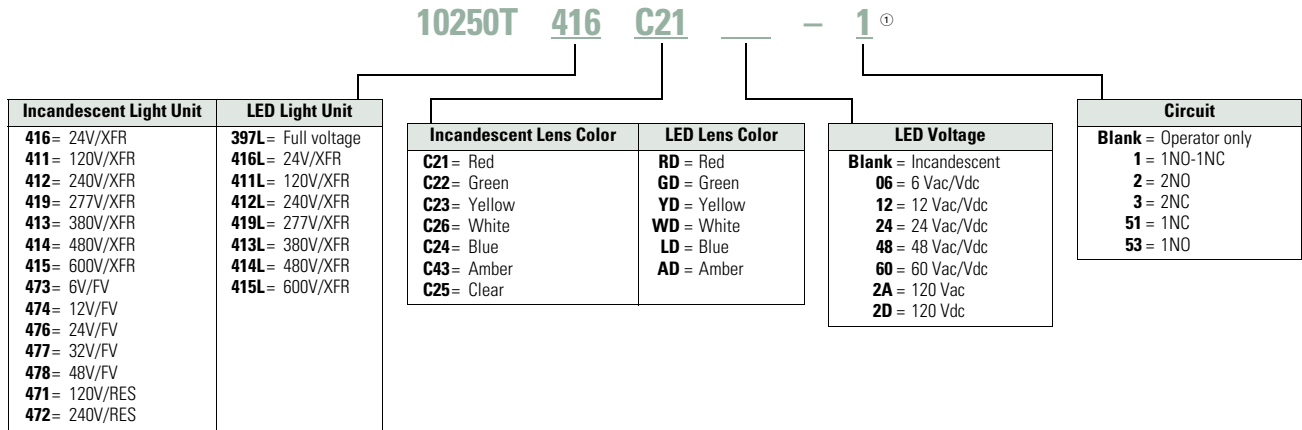 10250T 416 C21 ___ – 1 ①
Incandescent Light Unit
416 = 24V/XFR
411 = 120V/XFR
412 = 240V/XFR
419 = 277V/XFR
413 = 380V/XFR
414 = 480V/XFR
415 = 600V/XFR
473 = 6V/FV
474 = 12V/FV
476 = 24V/FV
477 = 32V/FV
478 = 48V/FV
471 = 120V/RES
472 = 240V/RES
LED Light Unit
397L = Full voltage
416L = 24V/XFR
411L = 120V/XFR
412L = 240V/XFR
419L = 277V/XFR
413L = 380V/XFR
414L = 480V/XFR
415L = 600V/XFR
Incandescent Lens Color
C21 = Red
C22 = Green
C23 = Yellow
C26 = White
C24 = Blue
C43 = Amber
C25 = Clear
LED Lens Color
RD = Red
GD = Green
YD = Yellow
WD = White
LD = Blue
AD = Amber
LED Voltage
Blank = Incandescent
06 = 6 Vac/Vdc
12 = 12 Vac/Vdc
24 = 24 Vac/Vdc
48 = 48 Vac/Vdc
60 = 60 Vac/Vdc
2A = 120 Vac
2D = 120 Vdc
Circuit
Blank = Operator only
1 = 1NO-1NC
2 = 2NO
3 = 2NC
51 = 1NC
53 = 1NO